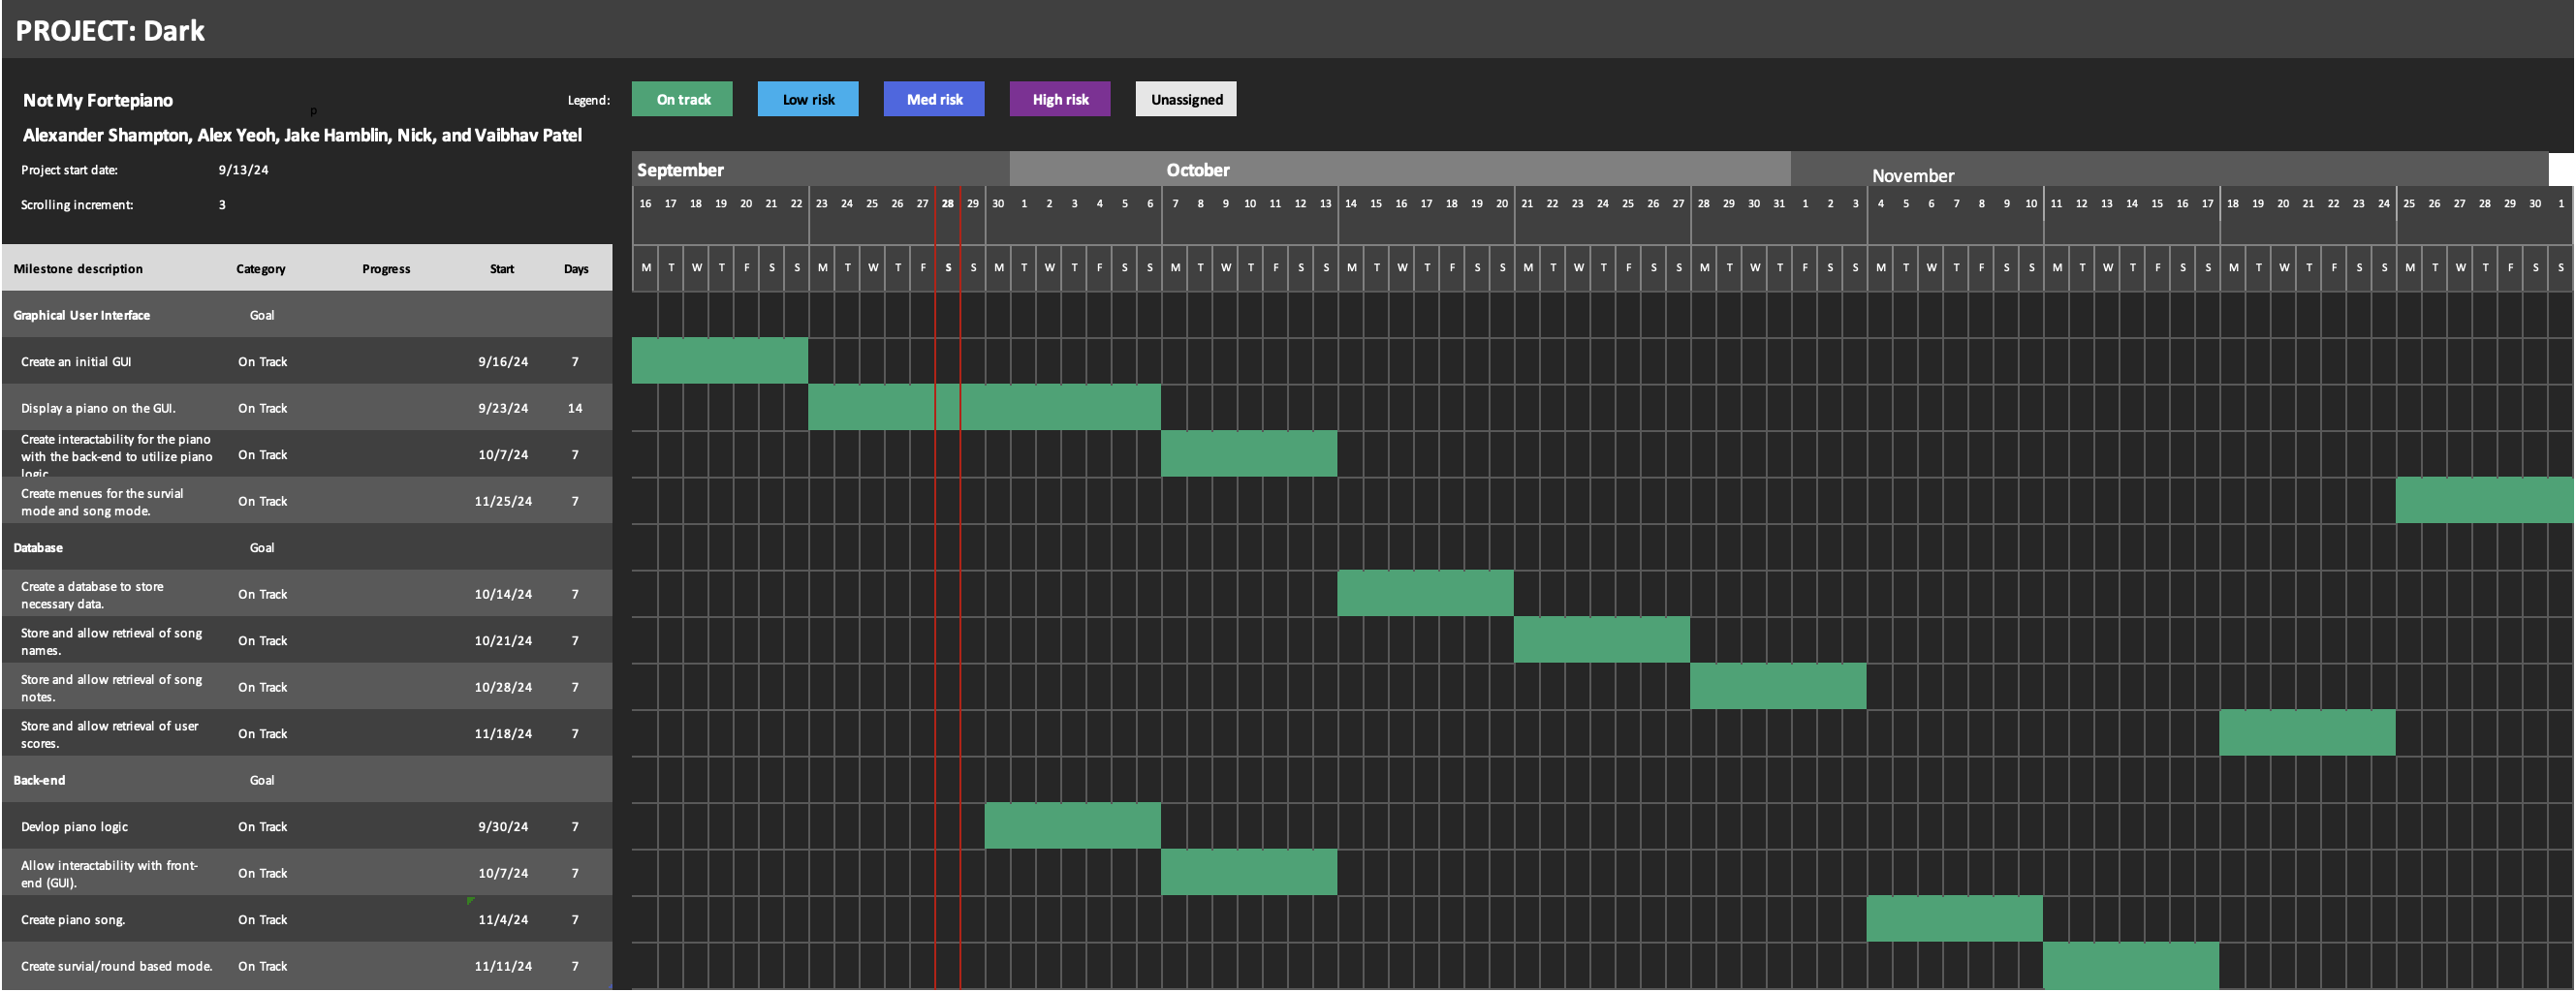 PROJECT: Dark
Not My Fortepiano
p
Legend: On track Low risk Med risk High risk Unassigned
Alexander Shampton, Alex Yeoh, Jake Hamblin, Nick, and Vaibhav Patel
Project start date: 9/13/24
Scrolling increment: 3
September October November
16 17 18 19 20 21 22 23 24 25 26 27 28 29 30 1 2 3 4 5 6 7 8 9 10 11 12 13 14 15 16 17 18 19 20 21 22 23 24 25 26 27 28 29 30 31 1 2 3 4 5 6 7 8 9 10 11 12 13 14 15 16 17 18 19 20 21 22 23 24 25 26 27 28 29 30 1
Milestone description Category Progress Start Days
M T W T F S S M T W T F S S M T W T F S S M T W T F S S M T W T F S S M T W T F S S M T W T F S S M T W T F S S M T W T F S S M T W T F S S M T W T F S S
Graphical User Interface Goal
Create an initial GUI On Track 9/16/24 7
Display a piano on the GUI. On Track 9/23/24 14
Create interactability for the piano
with the back-end to utilize piano On Track 10/7/24 7
logic
Create menues for the survial
mode and song mode. On Track 11/25/24 7
Database Goal
Create a database to store
necessary data. On Track 10/14/24 7
Store and allow retrieval of song
names. On Track 10/21/24 7
Store and allow retrieval of song
notes. On Track 10/28/24 7
Store and allow retrieval of user
scores. On Track 11/18/24 7
Back-end Goal
Devlop piano logic On Track 9/30/24 7
Allow interactability with front-
end (GUI). On Track 10/7/24 7
Create piano song. On Track 11/4/24 7
Create survial/round based mode. On Track 11/11/24 7